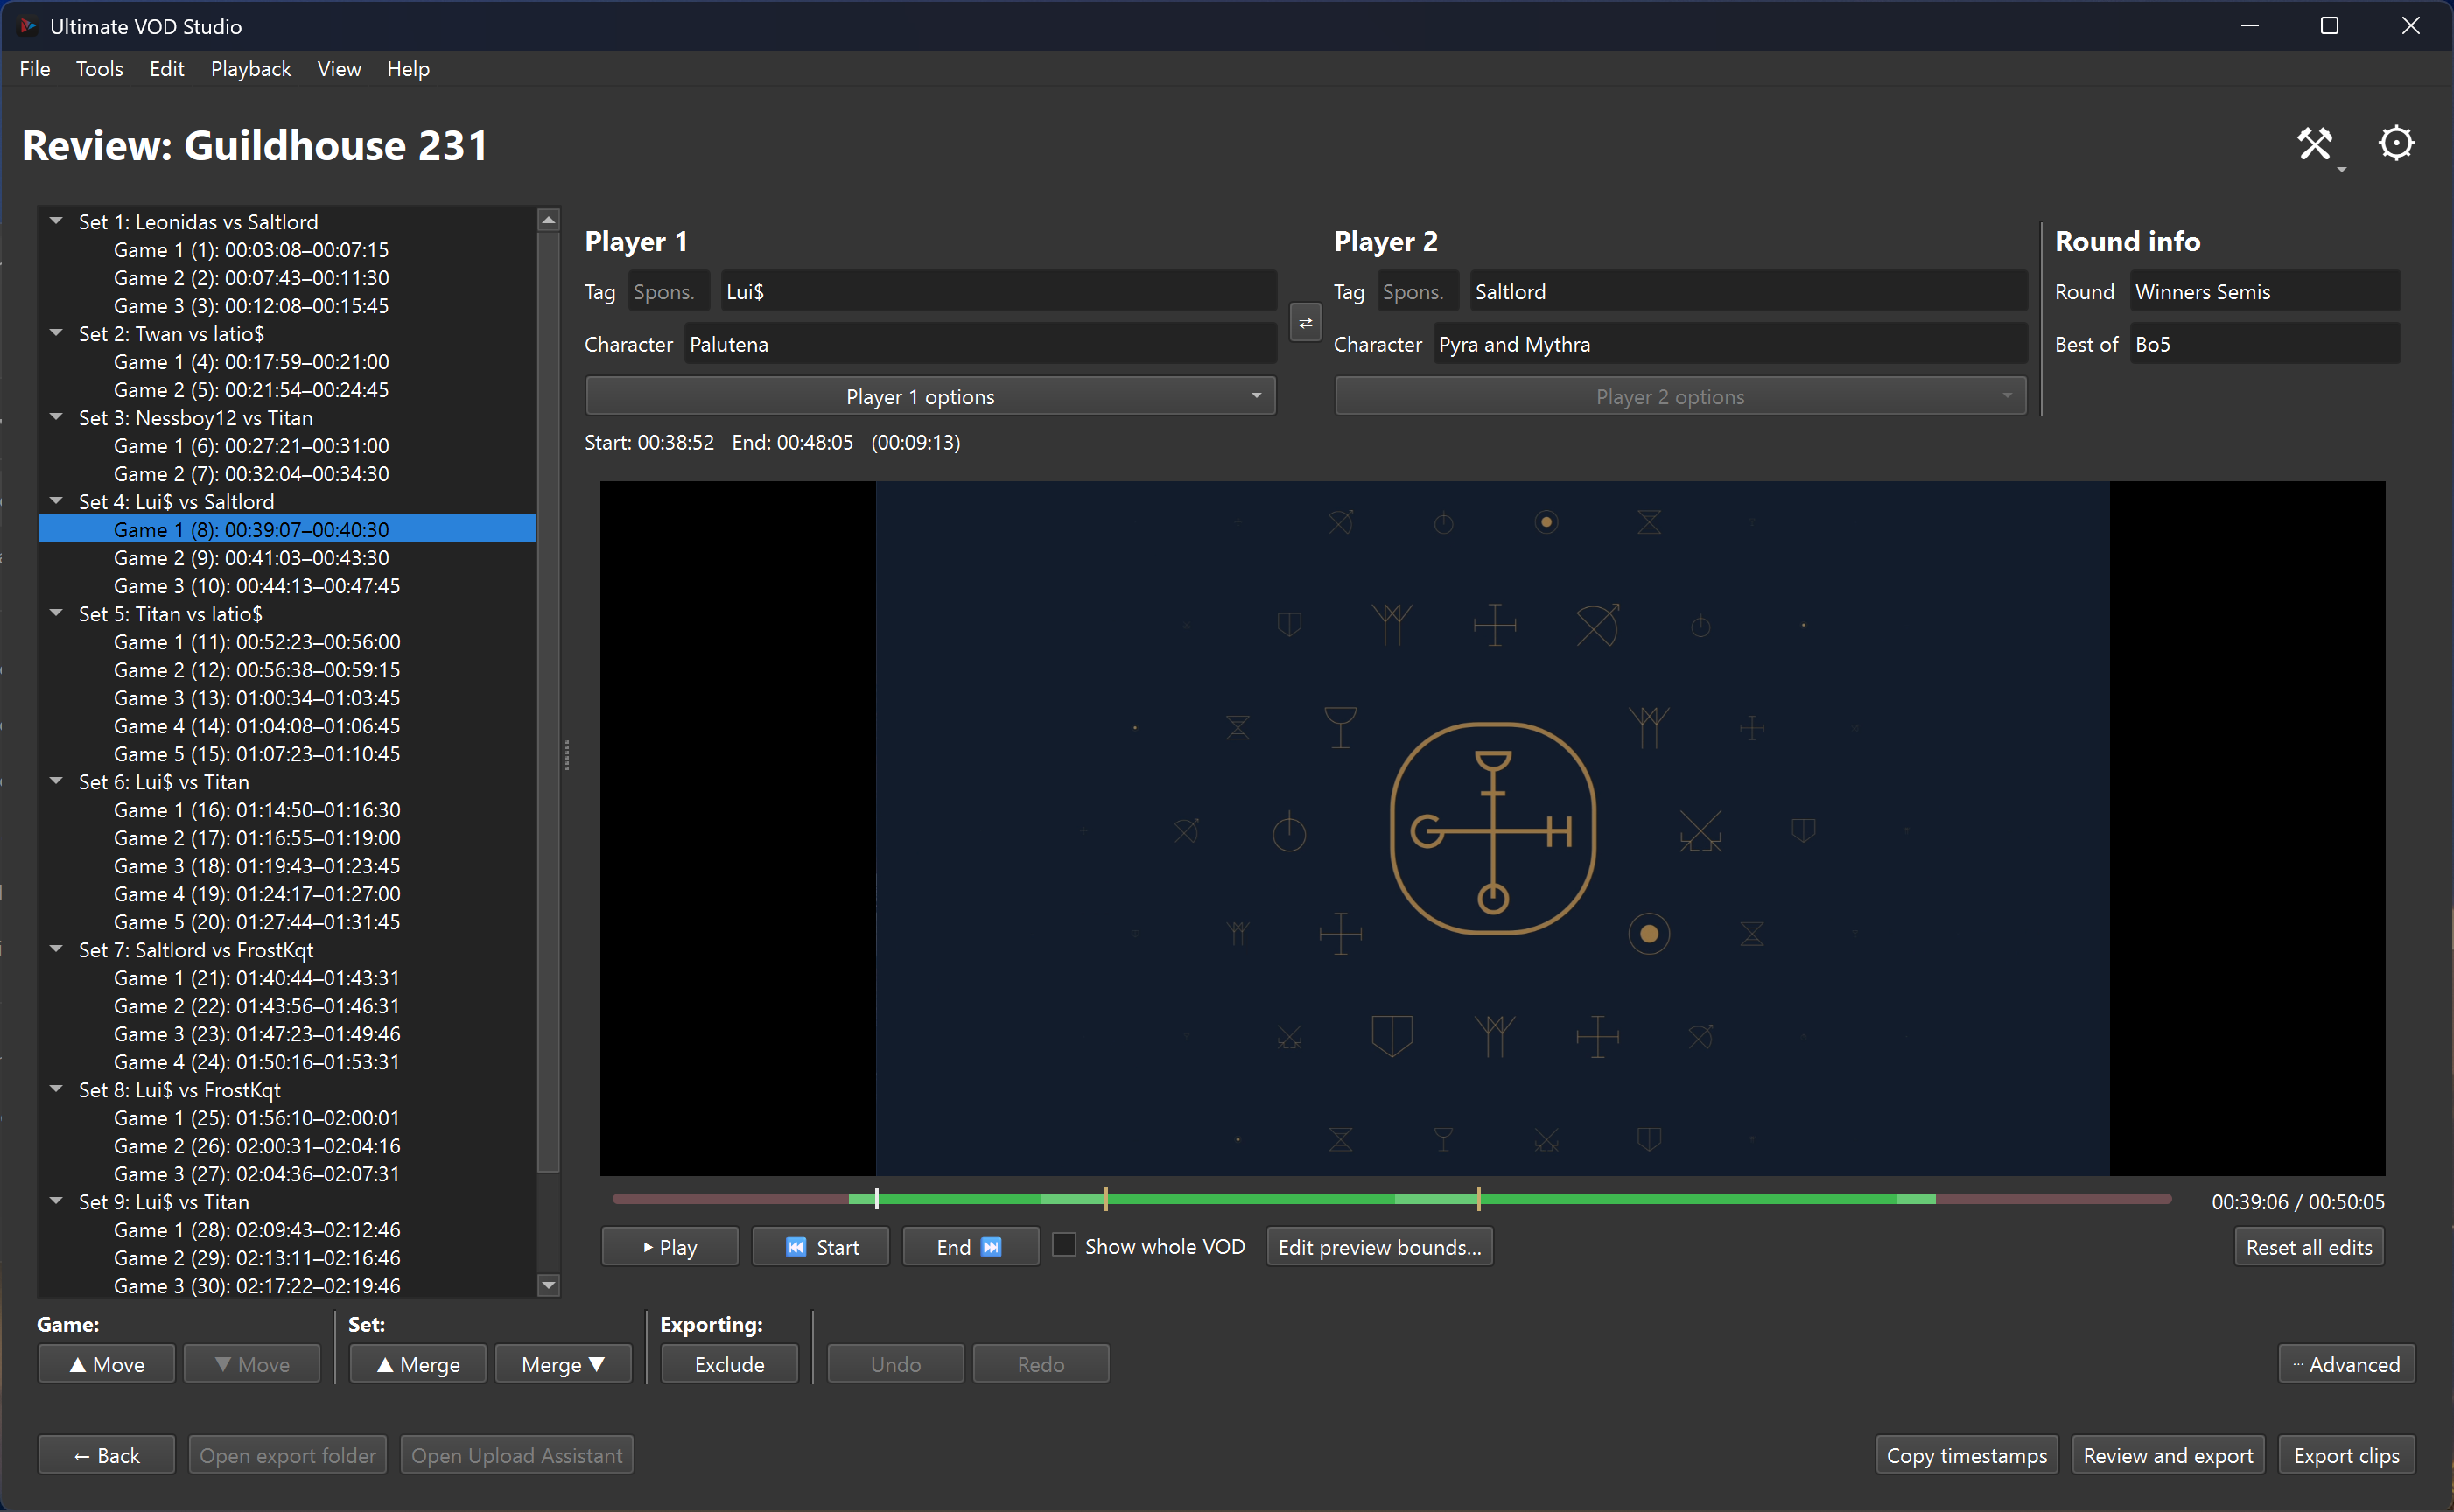 Ultimate VOD Studio
File Tools Edit Playback View Help
Review: Guildhouse 231
Set 1: Leonidas vs Saltlord
Game 1 (1): 00:03:08–00:07:15
Game 2 (2): 00:07:43–00:11:30
Game 3 (3): 00:12:08–00:15:45
Set 2: Twan vs latio$
Game 1 (4): 00:17:59–00:21:00
Game 2 (5): 00:21:54–00:24:45
Set 3: Nessboy12 vs Titan
Game 1 (6): 00:27:21–00:31:00
Game 2 (7): 00:32:04–00:34:30
Set 4: Lui$ vs Saltlord
Game 1 (8): 00:39:07–00:40:30
Game 2 (9): 00:41:03–00:43:30
Game 3 (10): 00:44:13–00:47:45
Set 5: Titan vs latio$
Game 1 (11): 00:52:23–00:56:00
Game 2 (12): 00:56:38–00:59:15
Game 3 (13): 01:00:34–01:03:45
Game 4 (14): 01:04:08–01:06:45
Game 5 (15): 01:07:23–01:10:45
Set 6: Lui$ vs Titan
Game 1 (16): 01:14:50–01:16:30
Game 2 (17): 01:16:55–01:19:00
Game 3 (18): 01:19:43–01:23:45
Game 4 (19): 01:24:17–01:27:00
Game 5 (20): 01:27:44–01:31:45
Set 7: Saltlord vs FrostKqt
Game 1 (21): 01:40:44–01:43:31
Game 2 (22): 01:43:56–01:46:31
Game 3 (23): 01:47:23–01:49:46
Game 4 (24): 01:50:16–01:53:31
Set 8: Lui$ vs FrostKqt
Game 1 (25): 01:56:10–02:00:01
Game 2 (26): 02:00:31–02:04:16
Game 3 (27): 02:04:36–02:07:31
Set 9: Lui$ vs Titan
Game 1 (28): 02:09:43–02:12:46
Game 2 (29): 02:13:11–02:16:46
Game 3 (30): 02:17:22–02:19:46
Player 1
Tag Spons. Lui$
Character Palutena
Player 1 options
Player 2
Tag Spons. Saltlord
Character Pyra and Mythra
Player 2 options
Round info
Round Winners Semis
Best of Bo5
Start: 00:38:52 End: 00:48:05 (00:09:13)
G H
00:39:06 / 00:50:05
Play Start End Show whole VOD Edit preview bounds... Reset all edits
Game: Set: Exporting:
▲ Move ▼ Move ▲ Merge Merge ▼ Exclude Undo Redo ... Advanced
← Back Open export folder Open Upload Assistant Copy timestamps Review and export Export clips